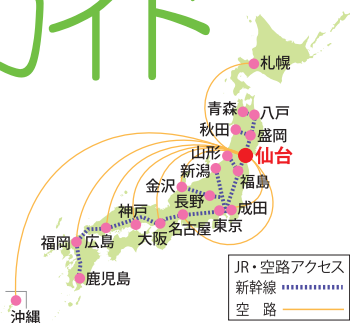 ガイド
札幌
青森
八戸
秋田
盛岡
山形
仙台
新潟
福島
金沢
長野
成田
神戸
名古屋
東京
福岡
広島
大阪
鹿児島
沖縄
JR・空路アクセス
新幹線
空 路